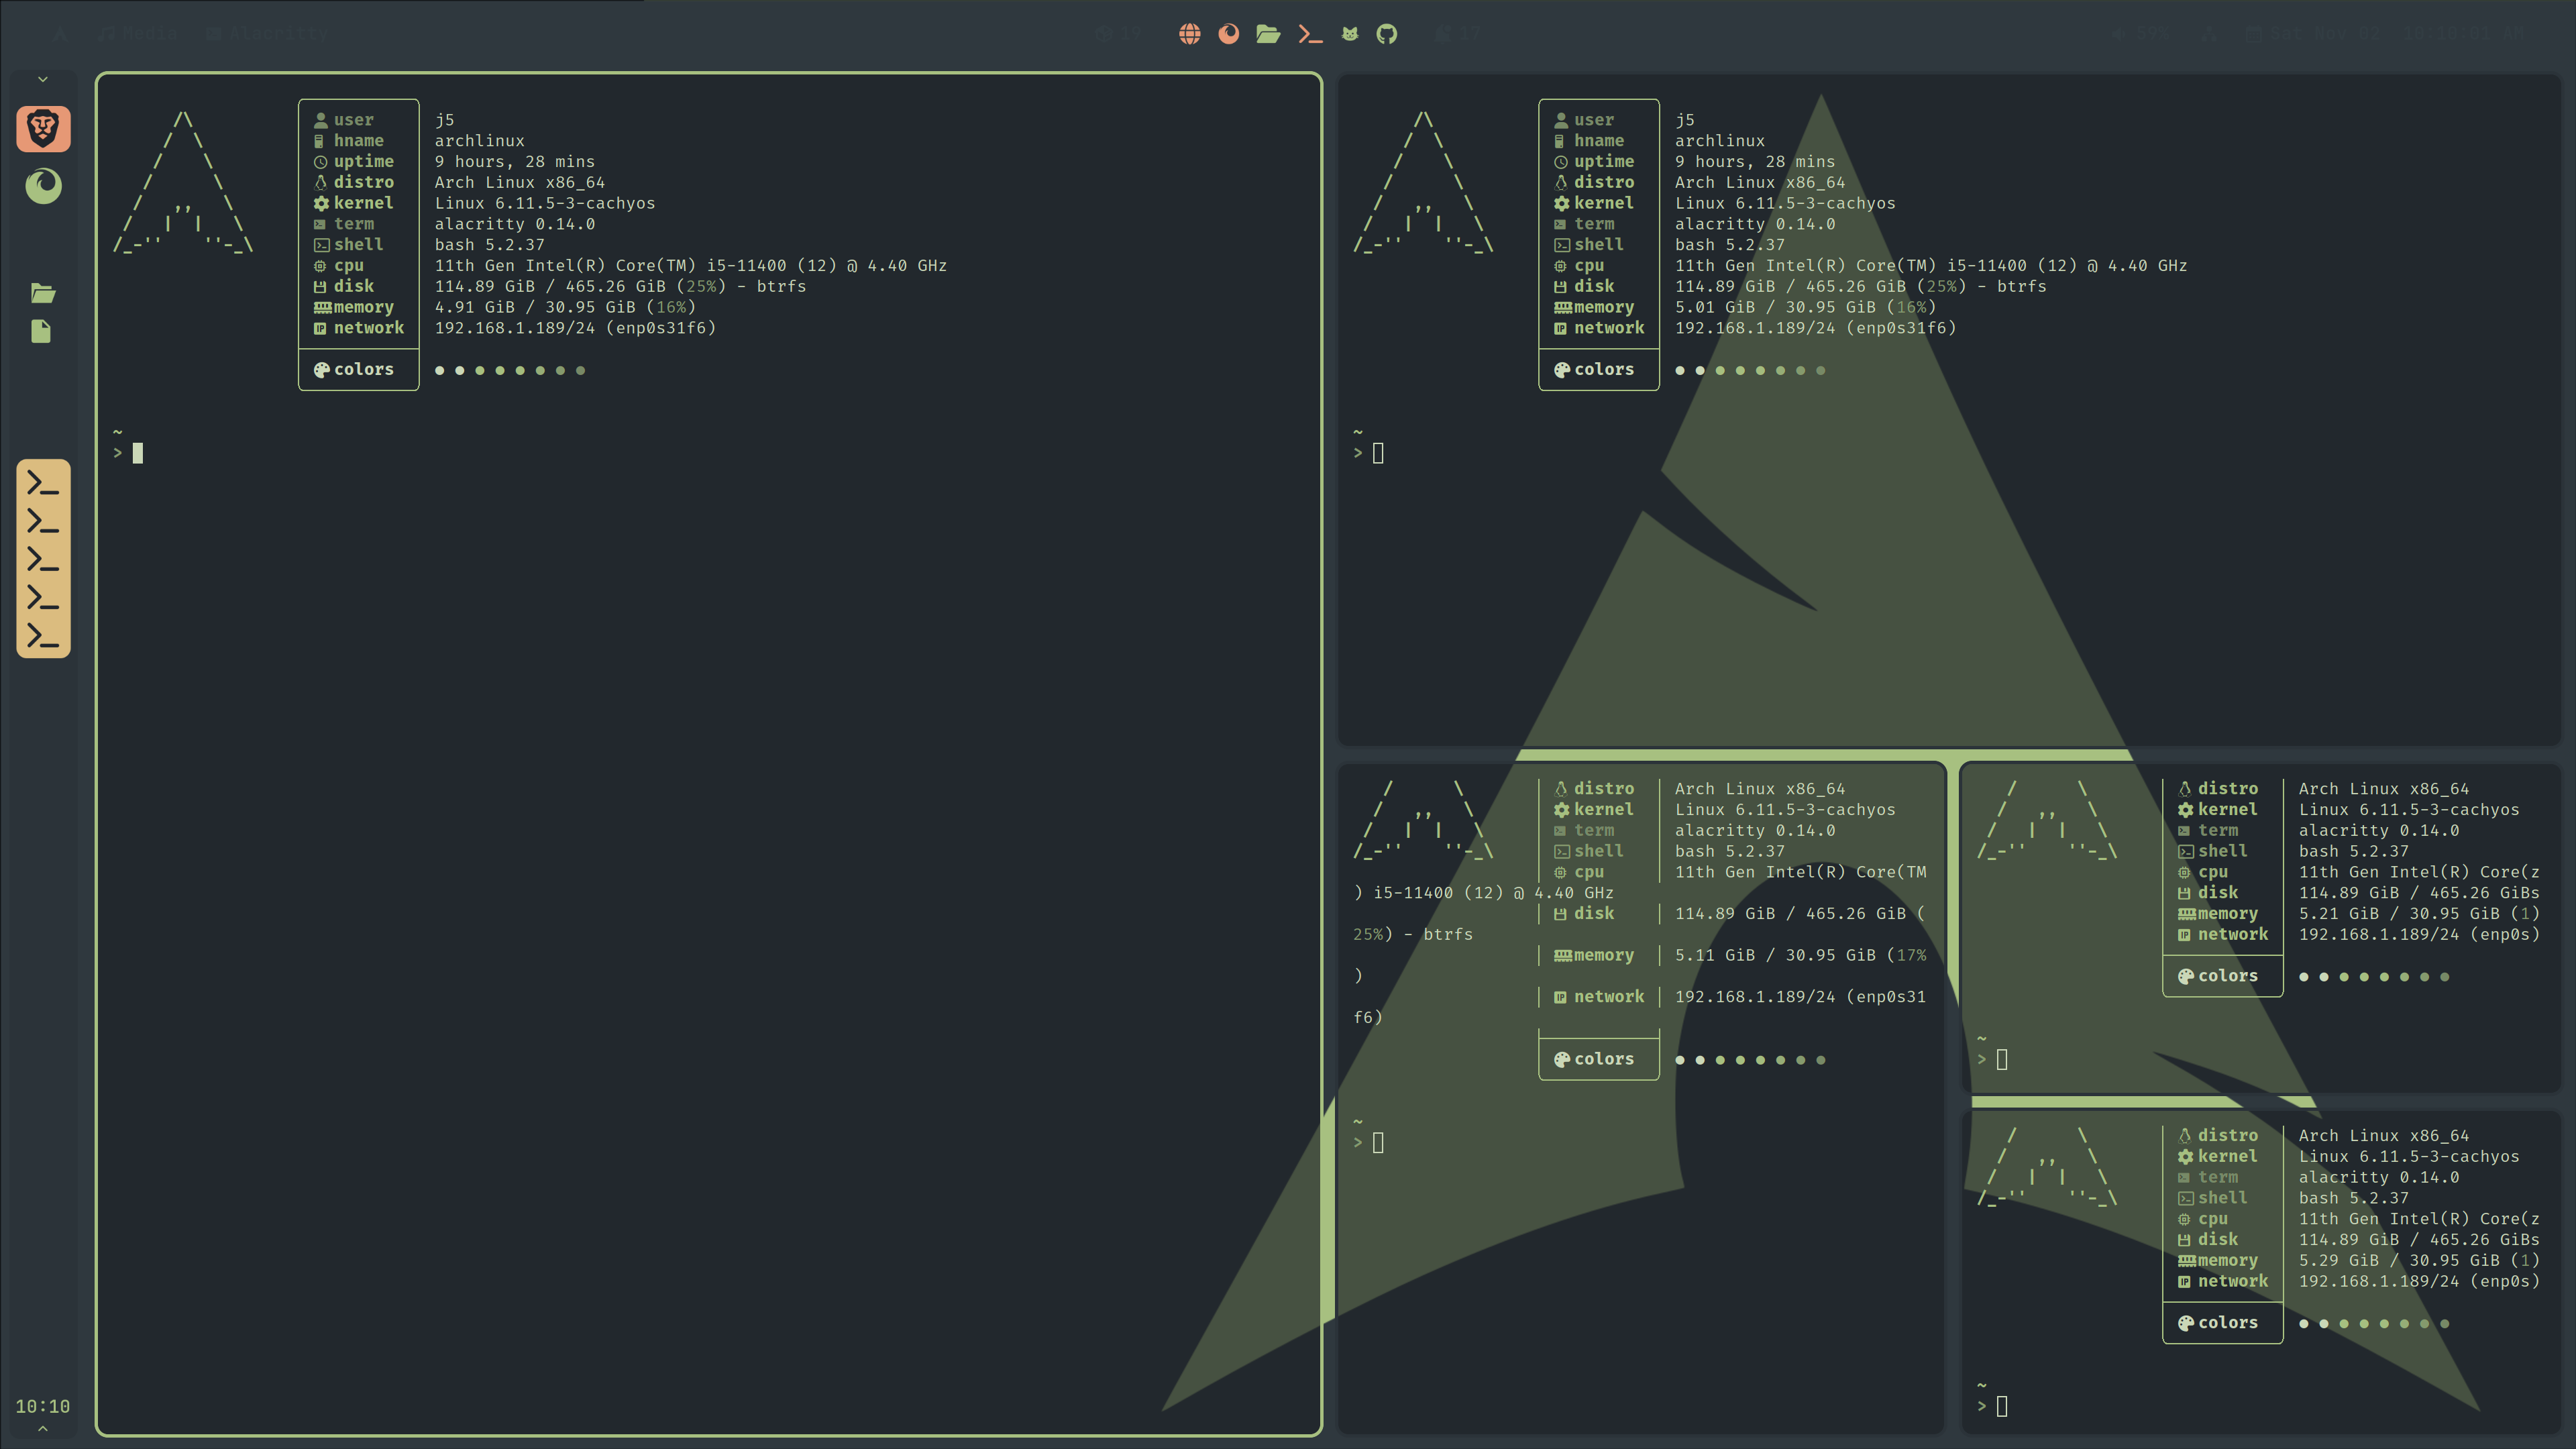 Media Alacritty 19 17 59% Sat Nov 02
user j5
hname archlinux
uptime 9 hours, 28 mins
distro Arch Linux x86_64
kernel Linux 6.11.5-3-cachyos
term alacritty 0.14.0
shell bash 5.2.37
cpu 11th Gen Intel(R) Core(TM) i5-11400 (12) @ 4.40 GHz
disk 114.89 GiB / 465.26 GiB (25%) - btrfs
memory 4.91 GiB / 30.95 GiB (16%)
network 192.168.1.189/24 (enp0s31f6)
colors
~
>
10:10
user j5
hname archlinux
uptime 9 hours, 28 mins
distro Arch Linux x86_64
kernel Linux 6.11.5-3-cachyos
term alacritty 0.14.0
shell bash 5.2.37
cpu 11th Gen Intel(R) Core(TM) i5-11400 (12) @ 4.40 GHz
disk 114.89 GiB / 465.26 GiB (25%) - btrfs
memory 5.01 GiB / 30.95 GiB (16%)
network 192.168.1.189/24 (enp0s31f6)
colors
~
>
distro Arch Linux x86_64
kernel Linux 6.11.5-3-cachyos
term alacritty 0.14.0
shell bash 5.2.37
cpu 11th Gen Intel(R) Core(TM
) i5-11400 (12) @ 4.40 GHz
disk 114.89 GiB / 465.26 GiB (
25%) - btrfs
memory 5.11 GiB / 30.95 GiB (17%
)
network 192.168.1.189/24 (enp0s31
f6)
colors
~
>
distro Arch Linux x86_64
kernel Linux 6.11.5-3-cachyos
term alacritty 0.14.0
shell bash 5.2.37
cpu 11th Gen Intel(R) Core(z
disk 114.89 GiB / 465.26 GiBs
memory 5.21 GiB / 30.95 GiB (1)
network 192.168.1.189/24 (enp0s)
colors
~
>
distro Arch Linux x86_64
kernel Linux 6.11.5-3-cachyos
term alacritty 0.14.0
shell bash 5.2.37
cpu 11th Gen Intel(R) Core(z
disk 114.89 GiB / 465.26 GiBs
memory 5.29 GiB / 30.95 GiB (1)
network 192.168.1.189/24 (enp0s)
colors
~
>